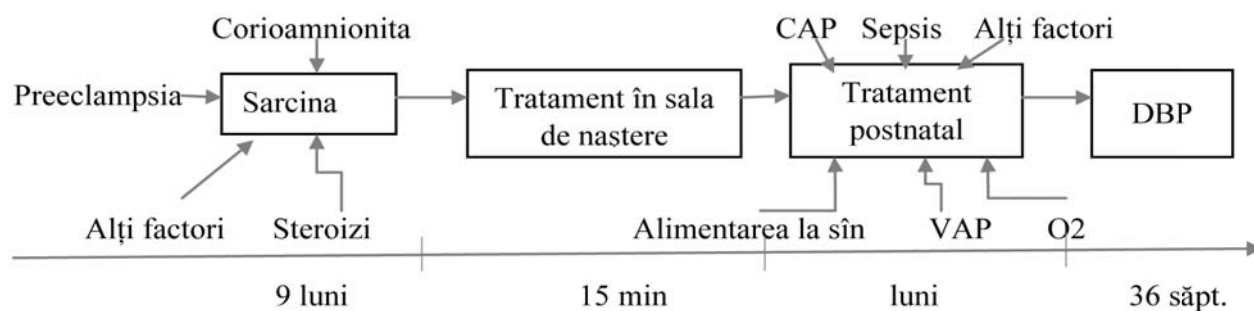 Corioamnionita
CAP Sepsis Alți factori
Preeclampsia
Sarcina
Tratament în sala
de naștere
Tratament
postnatal
DBP
Alți factori Steroizi
Alimentarea la sîn VAP O2
9 luni 15 min luni 36 săpt.